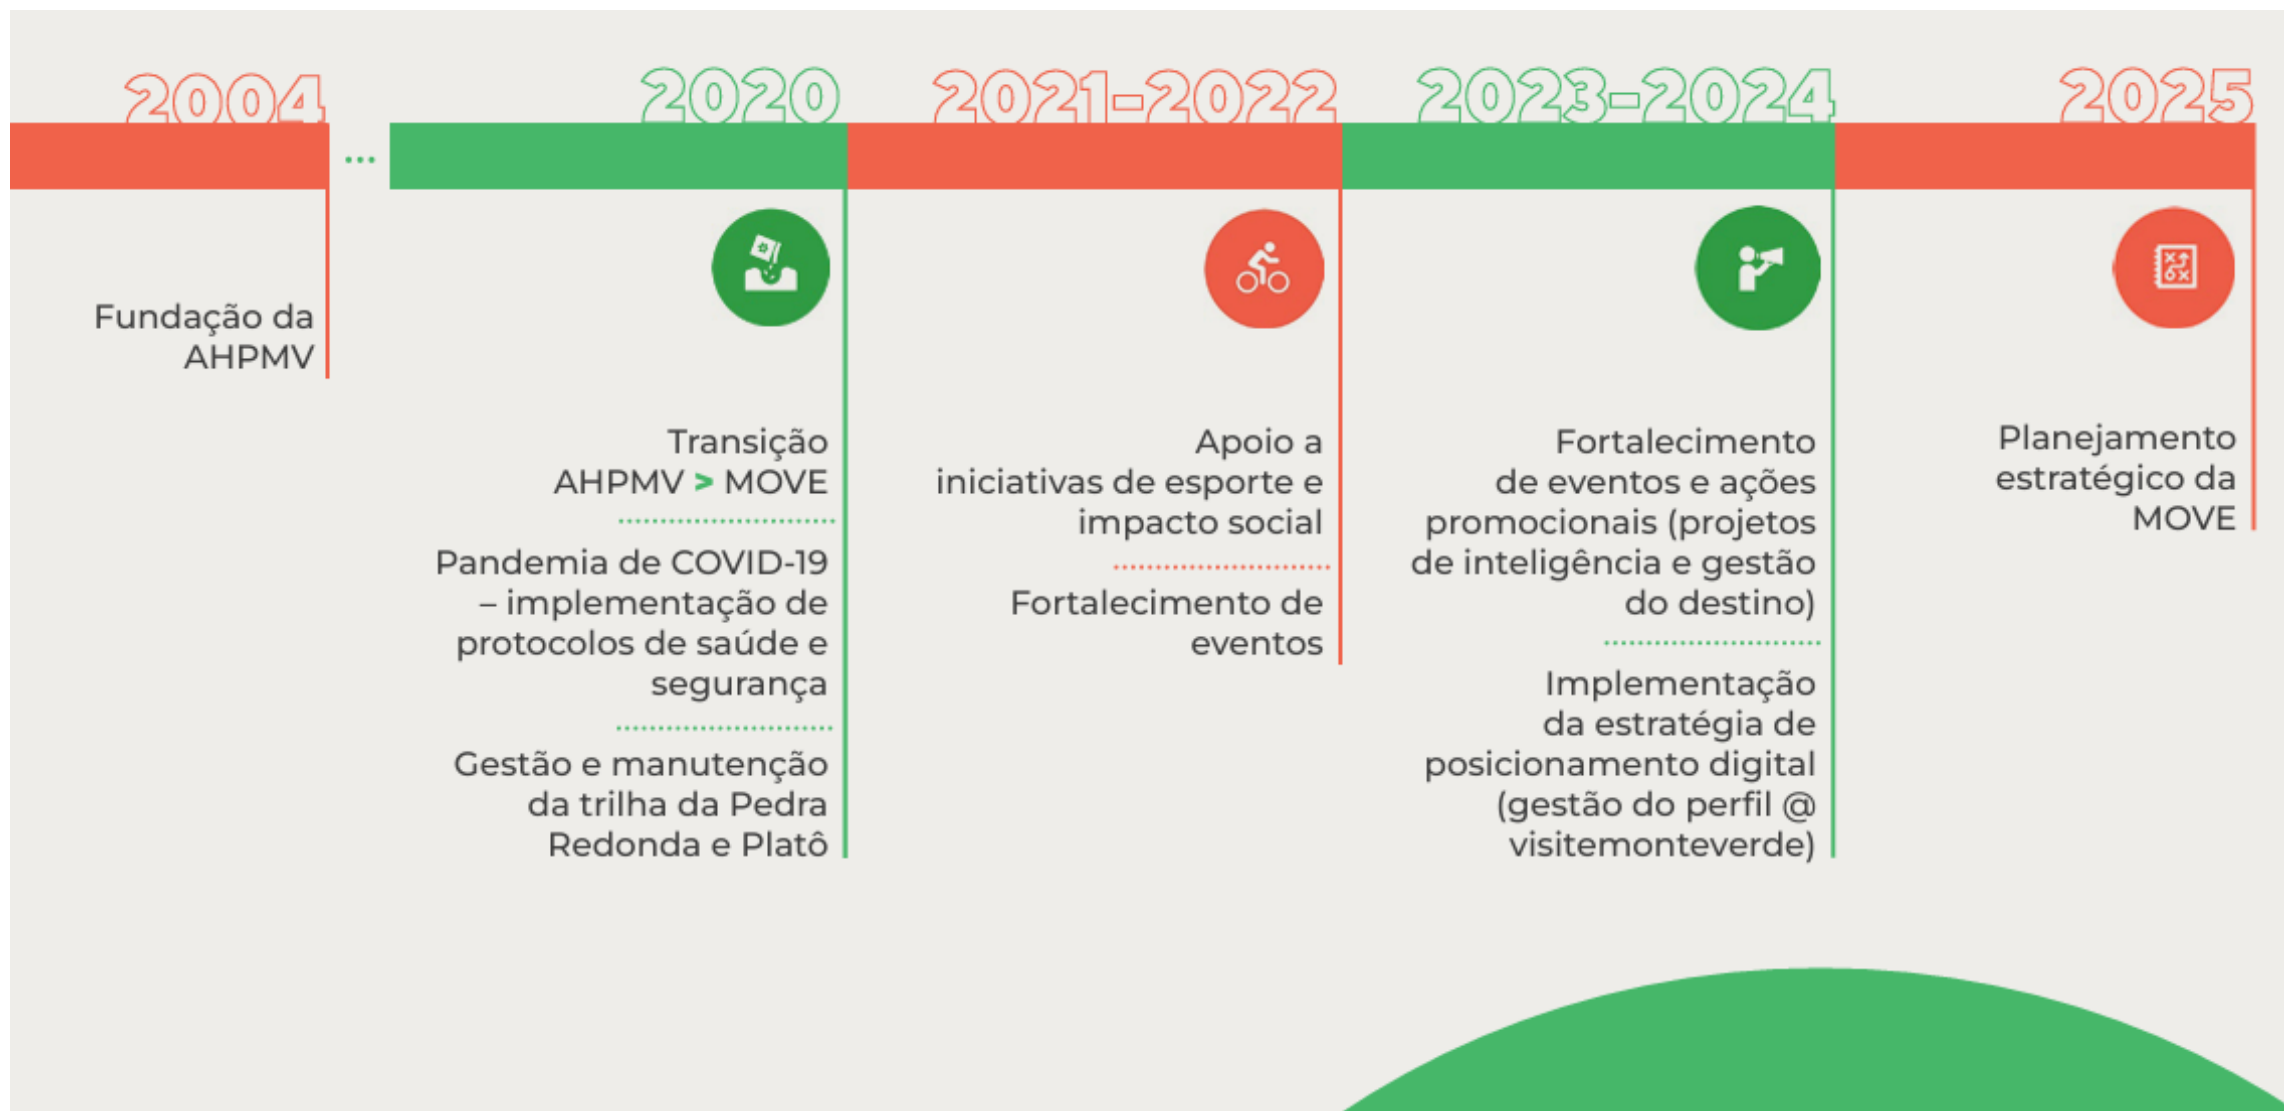 2004
Fundação da
AHPMV
2020
Transição
AHPMV > MOVE
Pandemia de COVID-19
– implementação de
protocolos de saúde e
segurança
Gestão e manutenção
da trilha da Pedra
Redonda e Platô
2021-2022
Apoio a
iniciativas de esporte e
impacto social
Fortalecimento de
eventos
2023-2024
Fortalecimento
de eventos e ações
promocionais (projetos
de inteligência e gestão
do destino)
Implementação
da estratégia de
posicionamento digital
(gestão do perfil @
visitemonteverde)
2025
Planejamento
estratégico da
MOVE